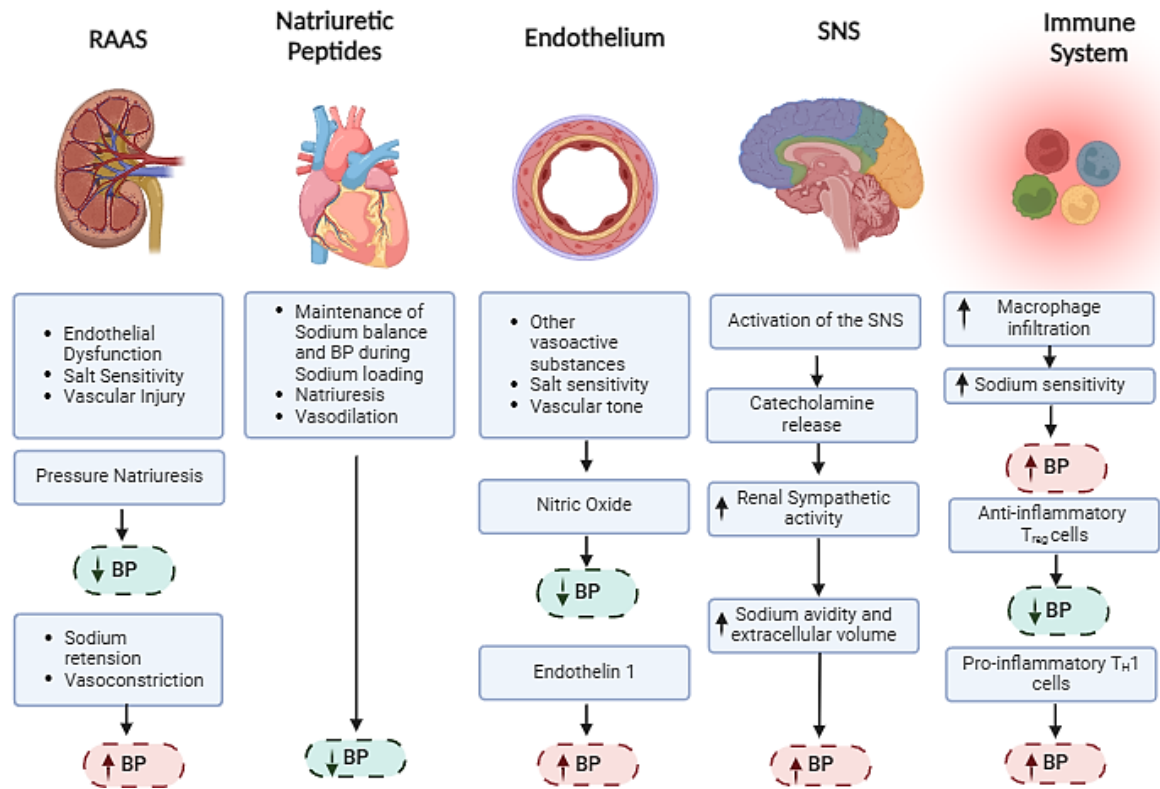 RAAS
Endothelial
Dysfunction
Salt Sensitivity
Vascular Injury
Pressure Natriuresis
BP
Sodium
retension
Vasoconstriction
BP
Natriuretic
Peptides
Maintenance of
Sodium balance
and BP during
Sodium loading
Natriuresis
Vasodilation
BP
Endothelium
Other
vasoactive
substances
Salt sensitivity
Vascular tone
Nitric Oxide
BP
Endothelin 1
BP
SNS
Activation of the SNS
Catecholamine
release
Renal Sympathetic
activity
Sodium avidity and
extracellular volume
BP
Immune
System
Macrophage
infiltration
Sodium sensitivity
BP
Anti-inflammatory
Treg cells
BP
Pro-inflammatory TH1
cells
BP